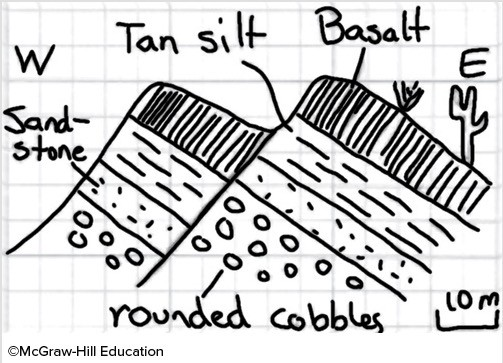 Tan silt
Basalt
W
E
Sand-
stone
rounded cobbles
10 m
©McGraw-Hill Education